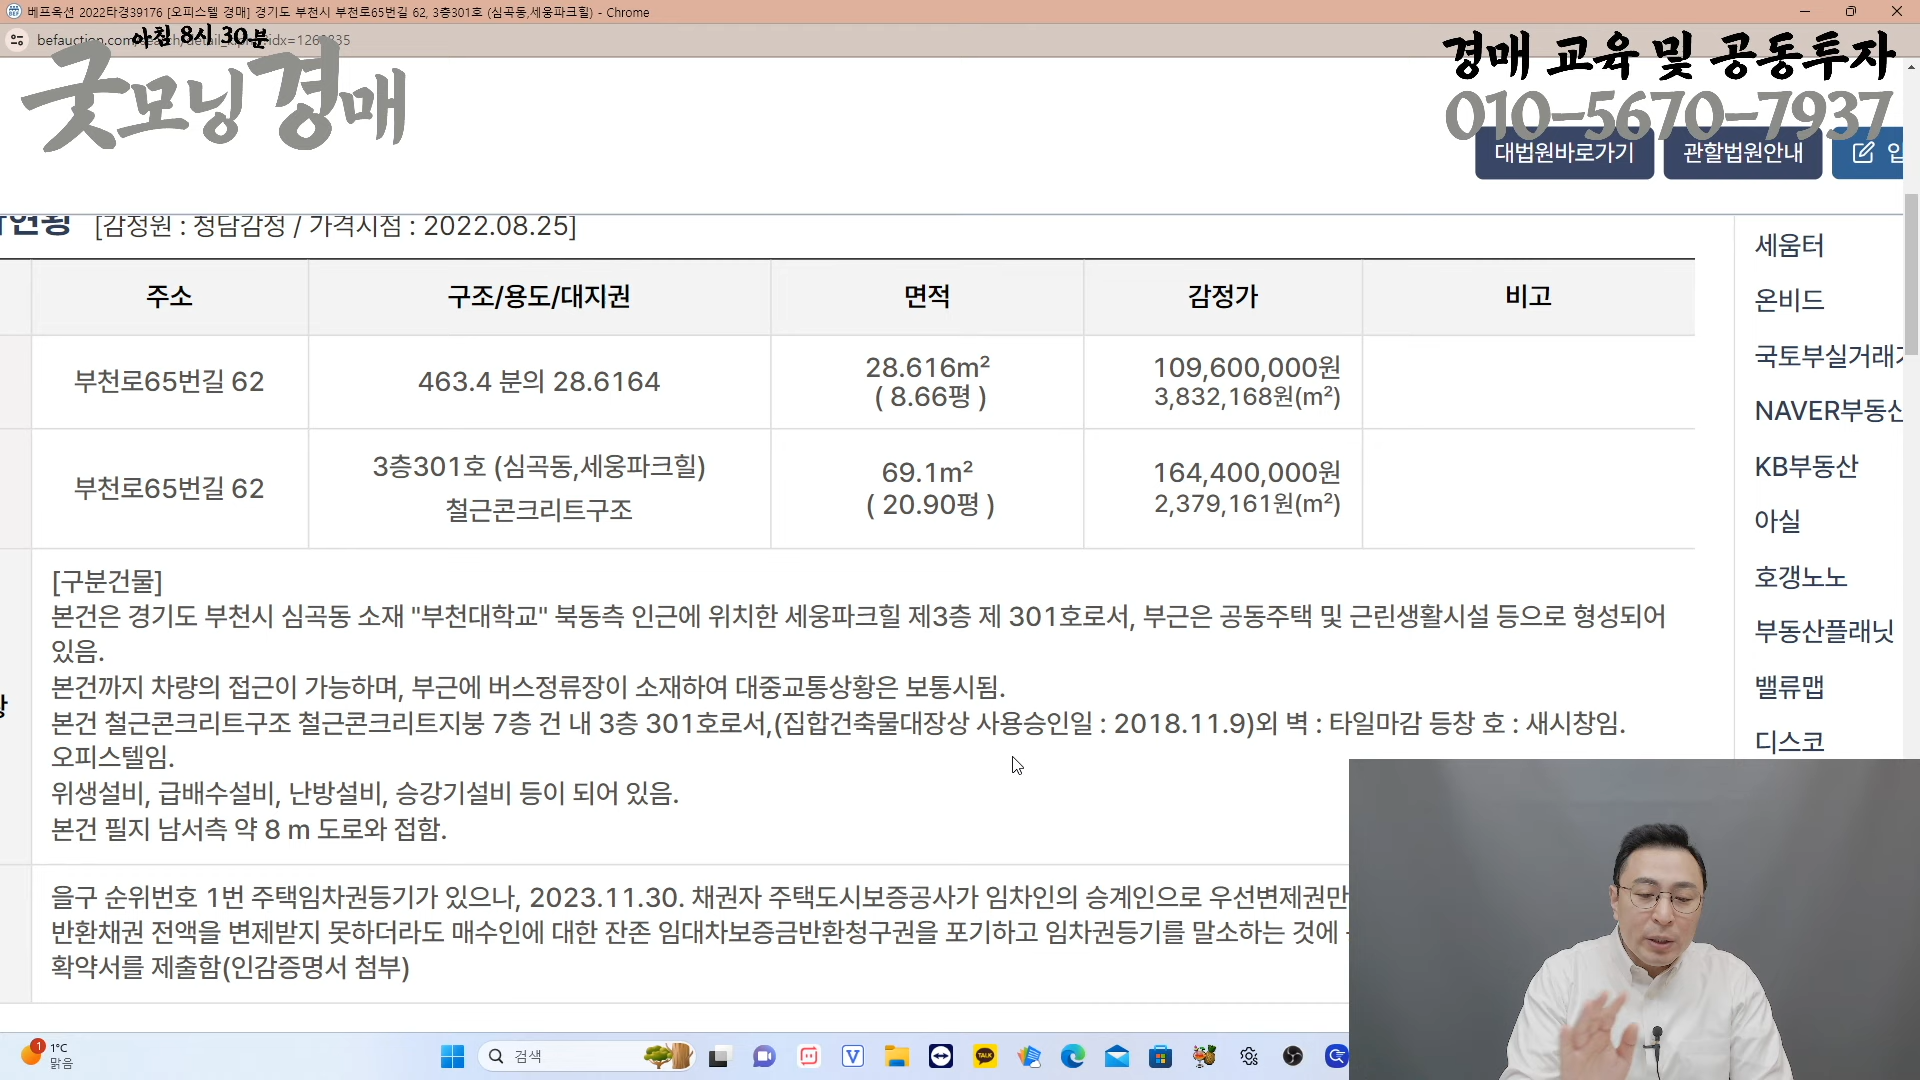 베프옥션 2022타경39176 [오피스텔 경매] 경기도 부천시 부천로65번길 62, 3층301호 (심곡동,세웅파크힐) - Chrome
아침 8시 30분
굿모닝경매
경매 교육 및 공동투자
010-5670-7937
대법원바로가기
관할법원안내
[감정원 : 청담감정 / 가격시점 : 2022.08.25]
주소
구조/용도/대지권
면적
감정가
비고
부천로65번길 62
463.4 분의 28.6164
28.616m²
( 8.66평 )
109,600,000원
3,832,168원(m²)
부천로65번길 62
3층301호 (심곡동,세웅파크힐)
철근콘크리트구조
69.1m²
( 20.90평 )
164,400,000원
2,379,161원(m²)
[구분건물]
본건은 경기도 부천시 심곡동 소재 "부천대학교" 북동측 인근에 위치한 세웅파크힐 제3층 제 301호로서, 부근은 공동주택 및 근린생활시설 등으로 형성되어
있음.
본건까지 차량의 접근이 가능하며, 부근에 버스정류장이 소재하여 대중교통상황은 보통시됨.
본건 철근콘크리트구조 철근콘크리트지붕 7층 건 내 3층 301호로서,(집합건축물대장상 사용승인일 : 2018.11.9)외 벽 : 타일마감 등창 호 : 새시창임.
오피스텔임.
위생설비, 급배수설비, 난방설비, 승강기설비 등이 되어 있음.
본건 필지 남서측 약 8 m 도로와 접함.
을구 순위번호 1번 주택임차권등기가 있으나, 2023.11.30. 채권자 주택도시보증공사가 임차인의 승계인으로 우선변제권만
반환채권 전액을 변제받지 못하더라도 매수인에 대한 잔존 임대차보증금반환청구권을 포기하고 임차권등기를 말소하는 것에
확약서를 제출함(인감증명서 첨부)
세움터
온비드
국토부실거래가
NAVER부동산
KB부동산
아실
호갱노노
부동산플래닛
밸류맵
디스코
1
1°C
맑음
검색
TALK